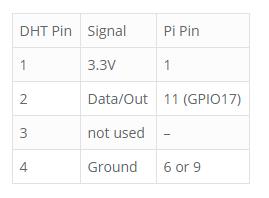 DHT Pin Signal Pi Pin
1 3.3V 1
2 Data/Out 11 (GPIO17)
3 not used –
4 Ground 6 or 9